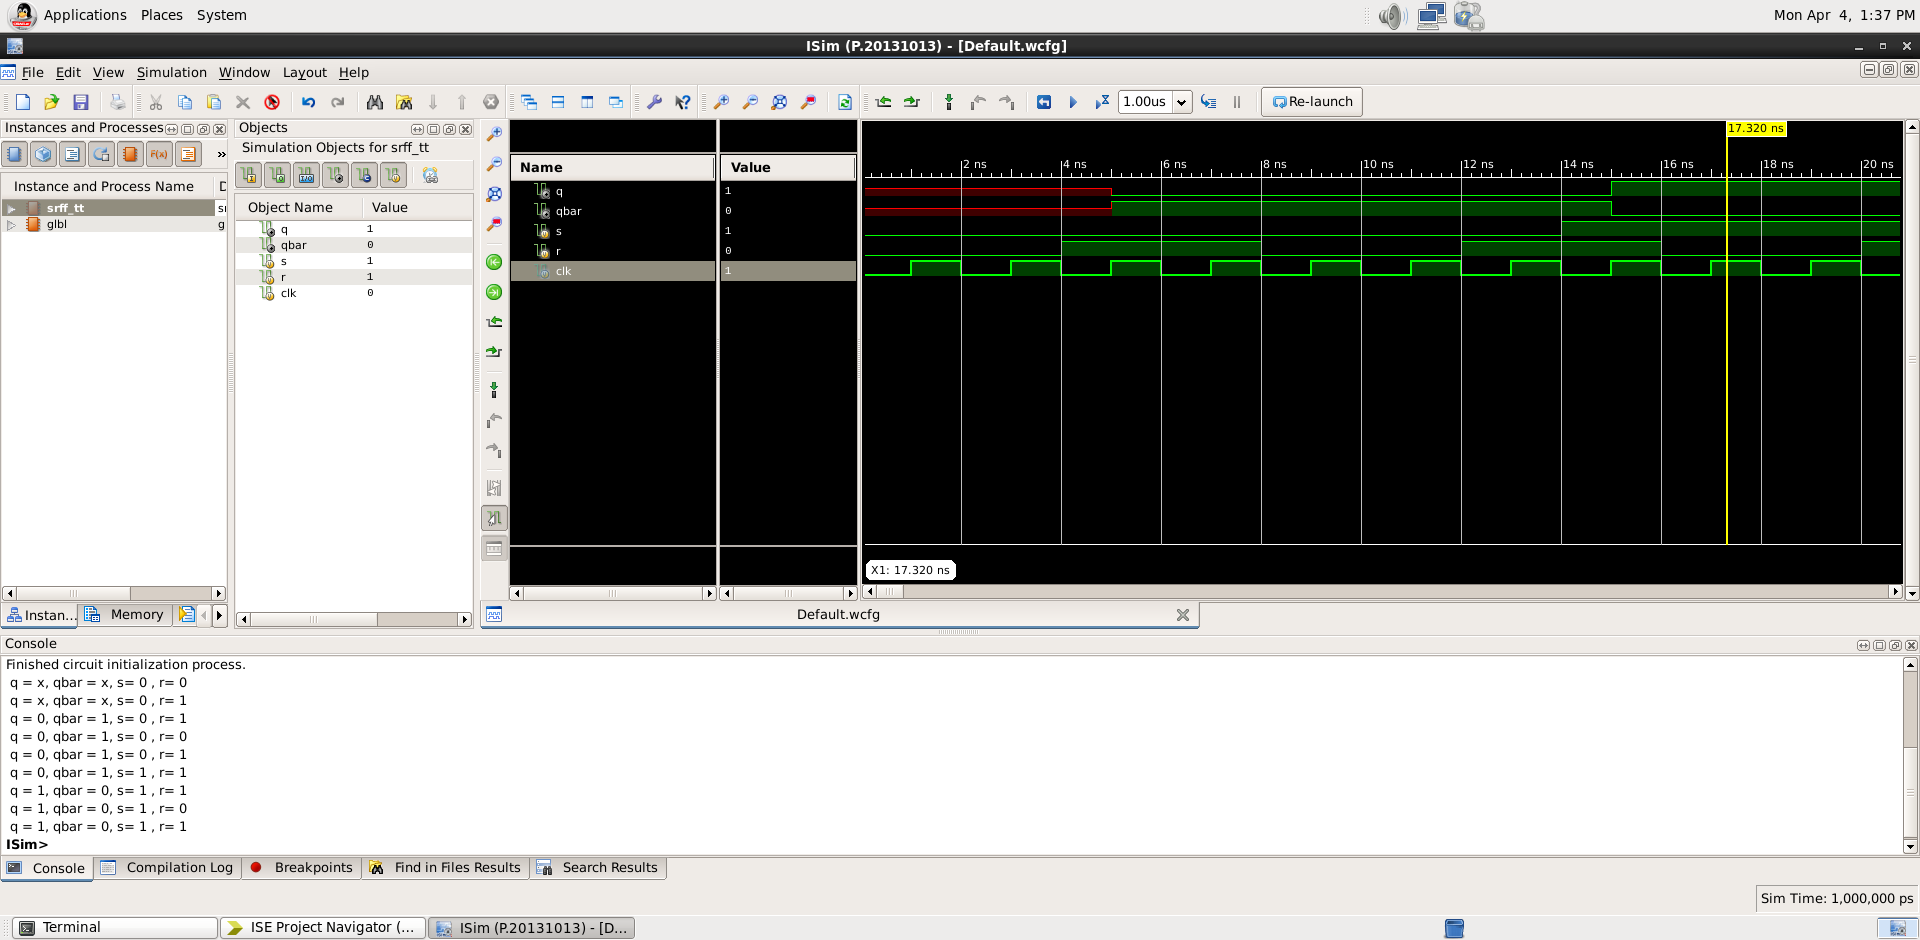 Applications Places System
Mon Apr 4, 1:37 PM
ISim (P.20131013) - [Default.wcfg]
File Edit View Simulation Window Layout Help
1.00us
Re-launch
Instances and Processes
F(x)
»
Instance and Process Name D
srff_tt
glbl g
Instan...
Memory
Objects
Simulation Objects for srff_tt
Object Name Value
q 1
qbar 0
s 1
r 1
clk 0
Name Value
q 1
qbar 0
s 1
r 0
clk 1
17.320 ns
2 ns 4 ns 6 ns 8 ns 10 ns 12 ns 14 ns 16 ns 18 ns 20 ns
X1: 17.320 ns
Default.wcfg
Console
Finished circuit initialization process.
q = x, qbar = x, s= 0 , r= 0
q = x, qbar = x, s= 0 , r= 1
q = 0, qbar = 1, s= 0 , r= 1
q = 0, qbar = 1, s= 0 , r= 0
q = 0, qbar = 1, s= 0 , r= 1
q = 0, qbar = 1, s= 1 , r= 1
q = 1, qbar = 0, s= 1 , r= 1
q = 1, qbar = 0, s= 1 , r= 0
q = 1, qbar = 0, s= 1 , r= 1
ISim>
Console Compilation Log Breakpoints Find in Files Results Search Results
Sim Time: 1,000,000 ps
Terminal
ISE Project Navigator (...
ISim (P.20131013) - [D...